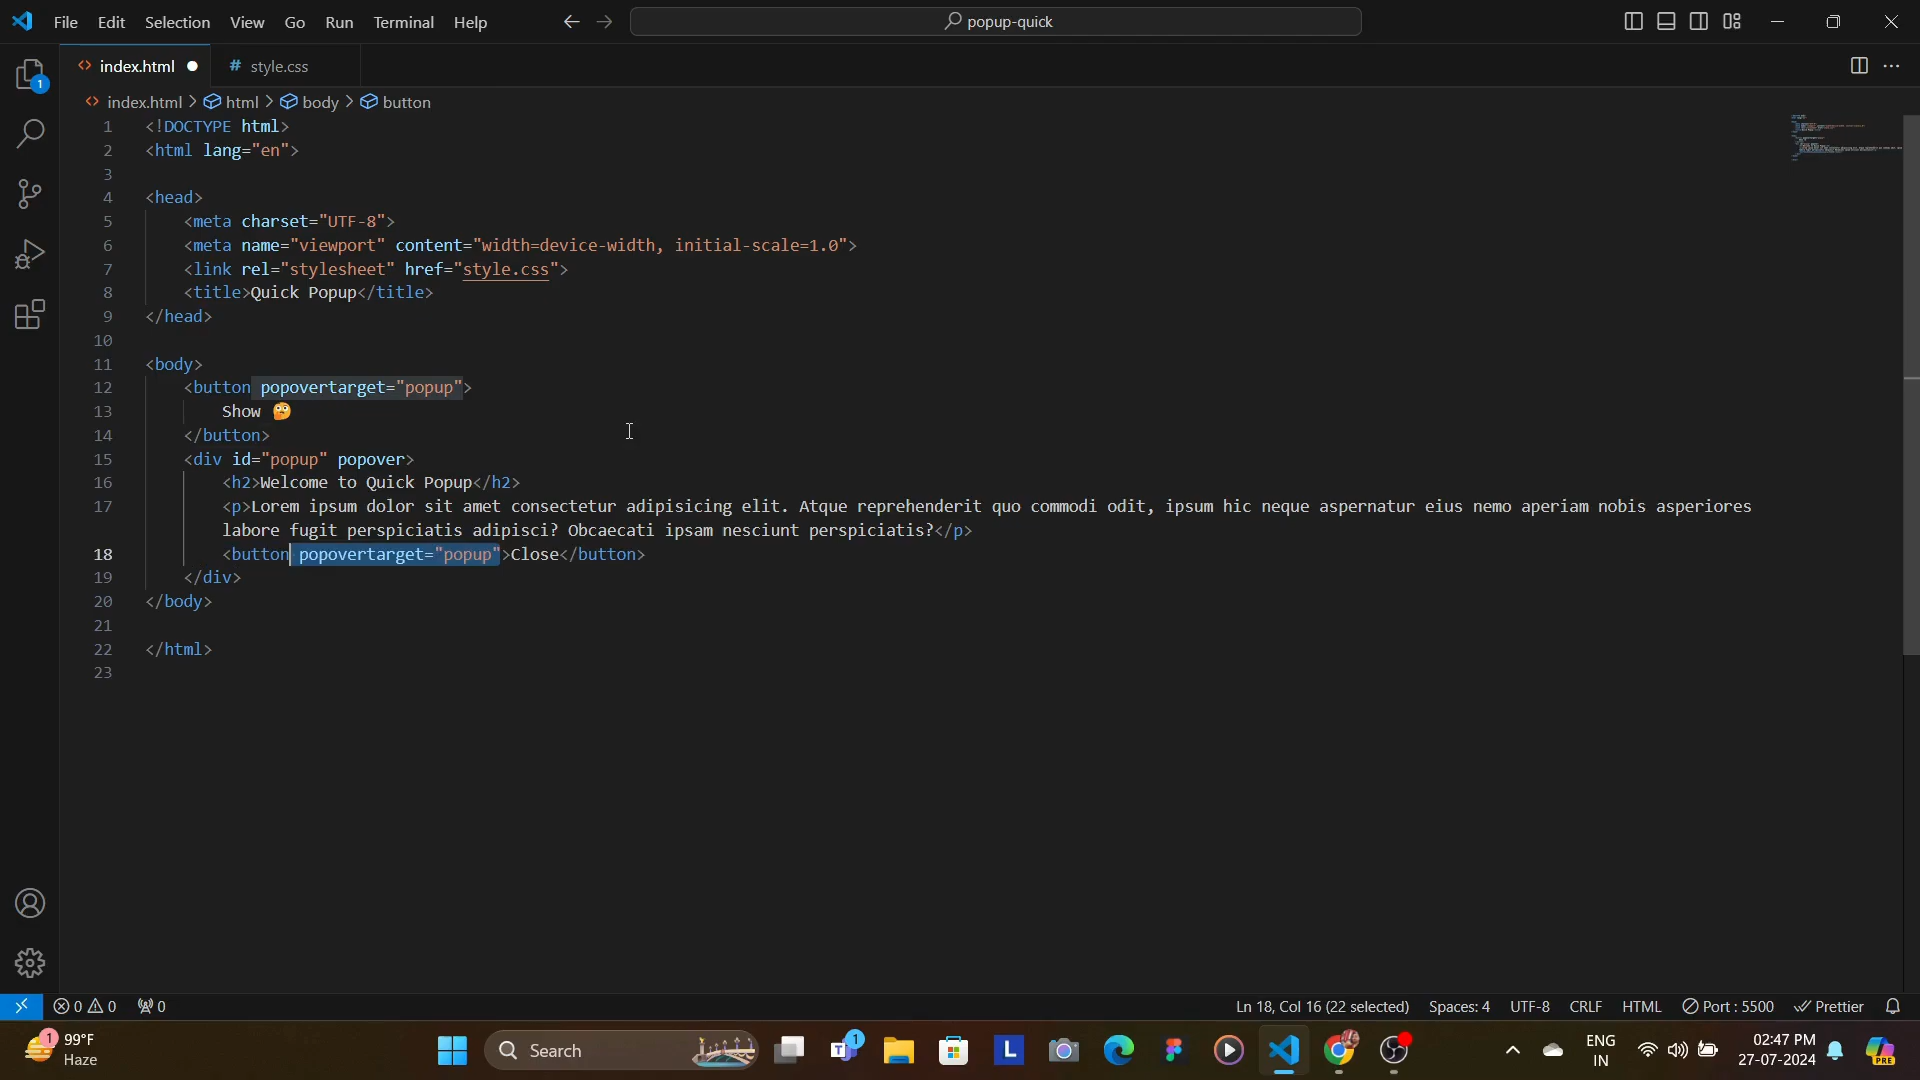 File Edit Selection View Go Run Terminal Help popup-quick
index.html # style.css
1
index.html > html > body > button
1 <!DOCTYPE html>
2 <html lang="en">
3
4 <head>
5 <meta charset="UTF-8">
6 <meta name="viewport" content="width=device-width, initial-scale=1.0">
7 <link rel="stylesheet" href="style.css">
8 <title>Quick Popup</title>
9 </head>
10
11 <body>
12 <button popovertarget="popup">
13 Show 🤔
14 </button>
15 <div id="popup" popover>
16 <h2>Welcome to Quick Popup</h2>
17 <p>Lorem ipsum dolor sit amet consectetur adipisicing elit. Atque reprehenderit quo commodi odit, ipsum hic neque aspernatur eius nemo aperiam nobis asperiores
labore fugit perspiciatis adipisci? Obcaecati ipsam nesciunt perspiciatis?</p>
18 <button popovertarget="popup">Close</button>
19 </div>
20 </body>
21
22 </html>
23
0 0 0 Ln 18, Col 16 (22 selected) Spaces: 4 UTF-8 CRLF HTML Port : 5500 Prettier
1 99°F Search 1 L ENG 02:47 PM
Haze IN 27-07-2024 PRE